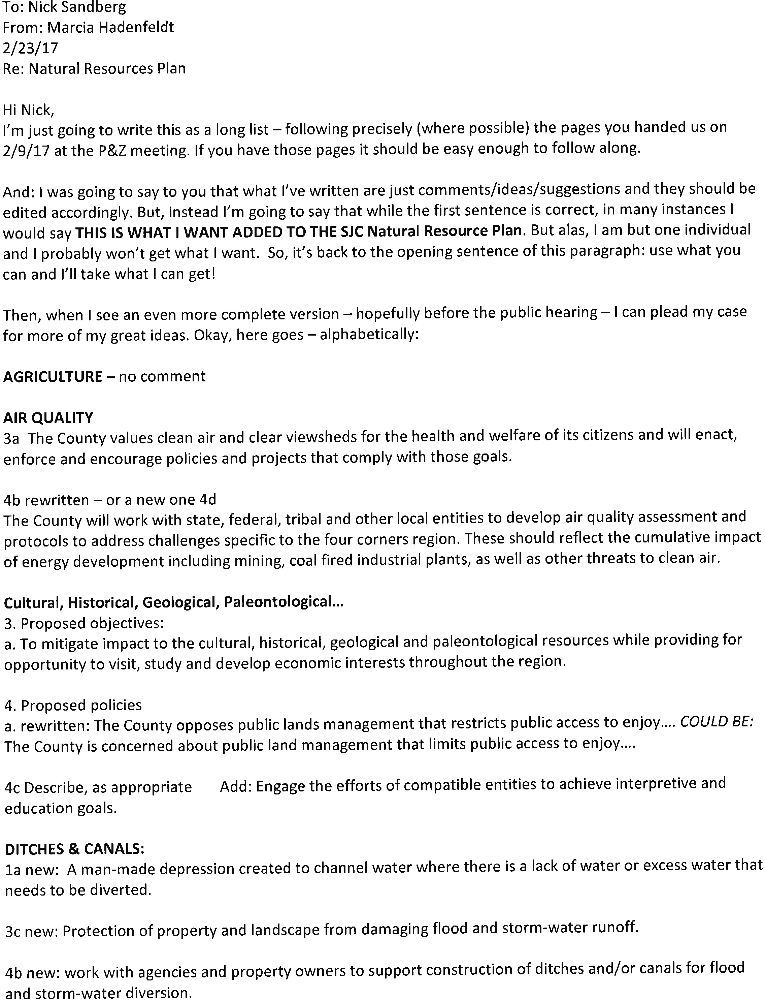 To: Nick Sandberg
From: Marcia Hadenfeldt
2/23/17
Re: Natural Resources Plan
Hi Nick,
I'm just going to write this as a long list – following precisely (where possible) the pages you handed us on
2/9/17 at the P&Z meeting. If you have those pages it should be easy enough to follow along.
And: I was going to say to you that what I've written are just comments/ideas/suggestions and they should be
edited accordingly. But, instead I'm going to say that while the first sentence is correct, in many instances I
would say THIS IS WHAT I WANT ADDED TO THE SJC Natural Resource Plan. But alas, I am but one individual
and I probably won't get what I want.  So, it's back to the opening sentence of this paragraph: use what you
can and I'll take what I can get!
Then, when I see an even more complete version – hopefully before the public hearing – I can plead my case
for more of my great ideas. Okay, here goes – alphabetically:
AGRICULTURE – no comment
AIR QUALITY
3a  The County values clean air and clear viewsheds for the health and welfare of its citizens and will enact,
enforce and encourage policies and projects that comply with those goals.
4b rewritten – or a new one 4d
The County will work with state, federal, tribal and other local entities to develop air quality assessment and
protocols to address challenges specific to the four corners region. These should reflect the cumulative impact
of energy development including mining, coal fired industrial plants, as well as other threats to clean air.
Cultural, Historical, Geological, Paleontological...
3. Proposed objectives:
a. To mitigate impact to the cultural, historical, geological and paleontological resources while providing for
opportunity to visit, study and develop economic interests throughout the region.
4. Proposed policies
a. rewritten: The County opposes public lands management that restricts public access to enjoy.... COULD BE:
The County is concerned about public land management that limits public access to enjoy....
4c Describe, as appropriate      Add: Engage the efforts of compatible entities to achieve interpretive and
education goals.
DITCHES & CANALS:
1a new:  A man-made depression created to channel water where there is a lack of water or excess water that
needs to be diverted.
3c new: Protection of property and landscape from damaging flood and storm-water runoff.
4b new: work with agencies and property owners to support construction of ditches and/or canals for flood
and storm-water diversion.